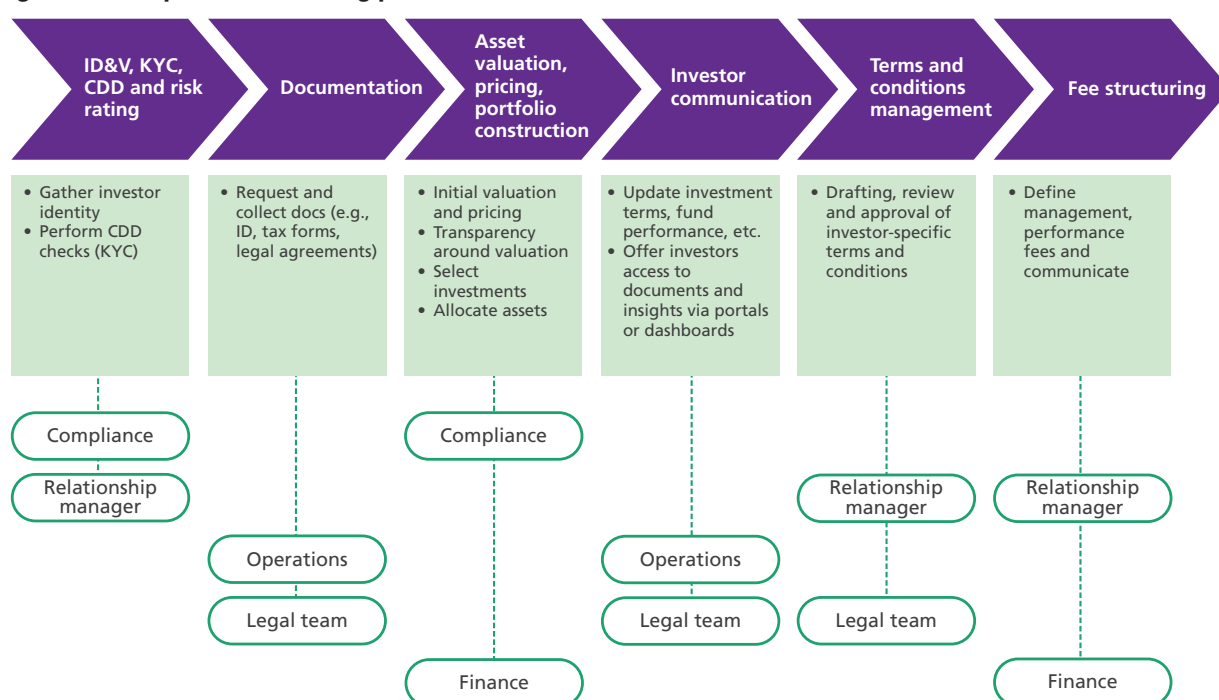 ID&V, KYC,
CDD and risk
rating
Documentation
Asset
valuation,
pricing,
portfolio
construction
Investor
communication
Terms and
conditions
management
Fee structuring
• Gather investor
identity
• Perform CDD
checks (KYC)
• Request and
collect docs (e.g.,
ID, tax forms,
legal agreements)
• Initial valuation
and pricing
• Transparency
around valuation
• Select
investments
• Allocate assets
• Update investment
terms, fund
performance, etc.
• Offer investors
access to
documents and
insights via portals
or dashboards
• Drafting, review
and approval of
investor-specific
terms and
conditions
• Define
management,
performance
fees and
communicate
Compliance
Compliance
Relationship
manager
Relationship
manager
Relationship
manager
Operations
Operations
Legal team
Legal team
Legal team
Finance
Finance